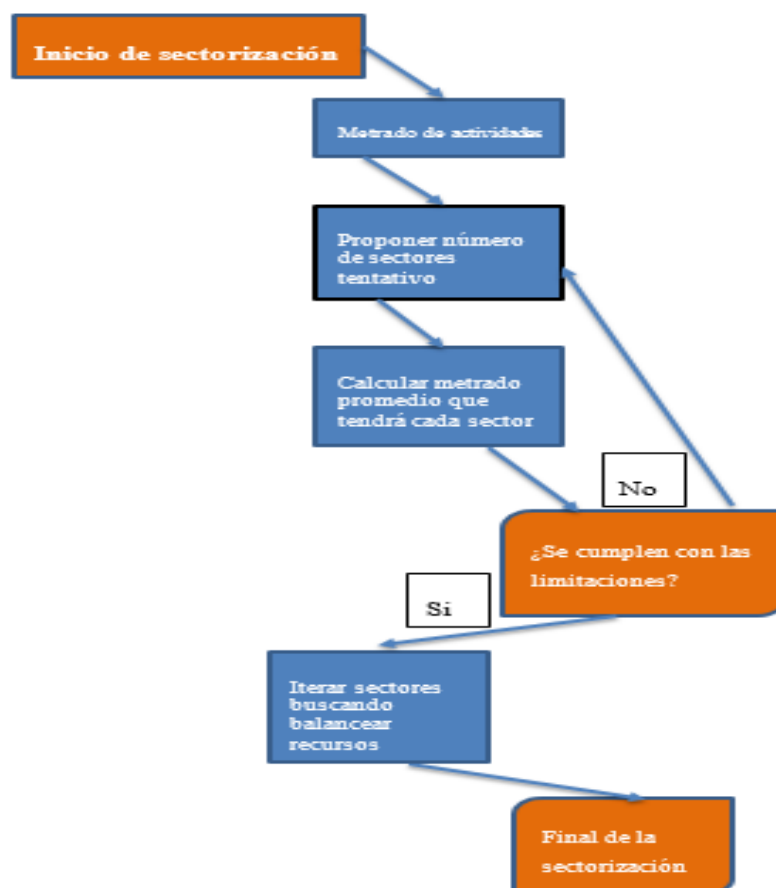 Inicio de sectorización
Metrado de actividades
Proponer número
de sectores
tentativo
Calcular metrado
promedio que
tendrá cada sector
No
¿Se cumplen con las
limitaciones?
Si
Iterar sectores
buscando
balancear
recursos
Final de la
sectorización